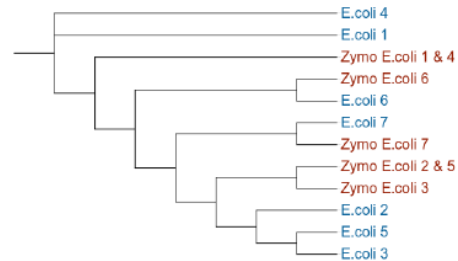 E.coli 4
E.coli 1
Zymo E.coli 1 & 4
Zymo E.coli 6
E.coli 6
E.coli 7
Zymo E.coli 7
Zymo E.coli 2 & 5
Zymo E.coli 3
E.coli 2
E.coli 5
E.coli 3